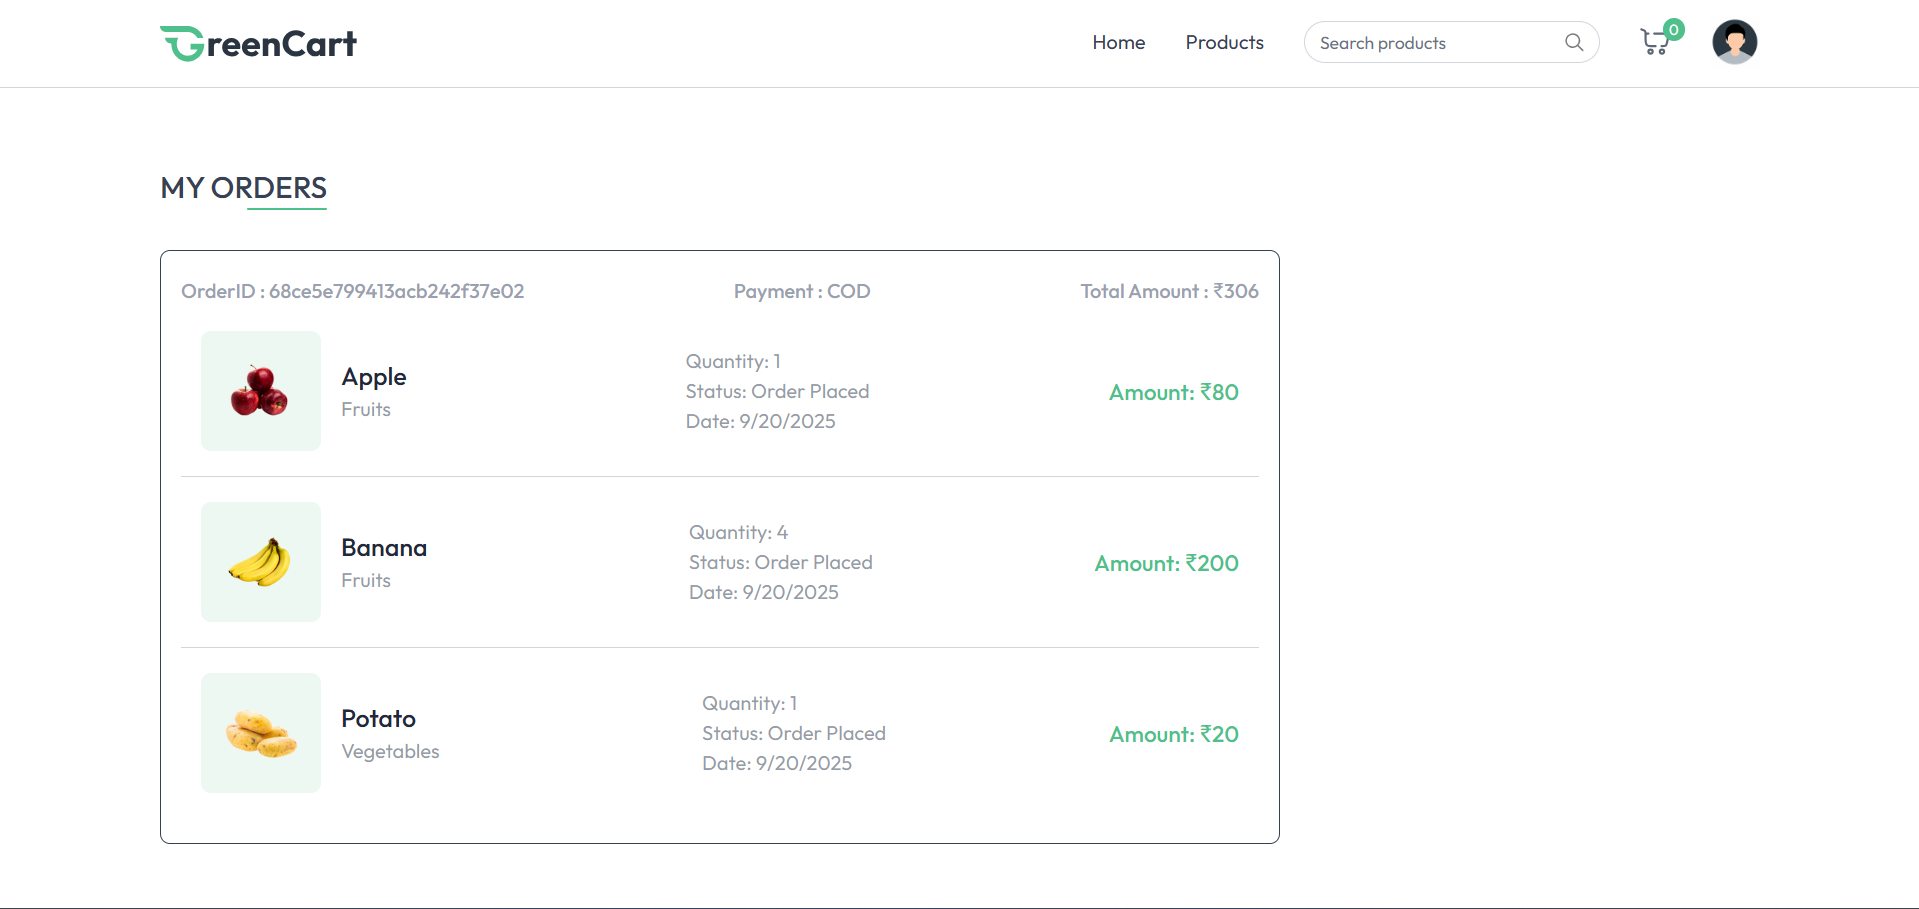 GreenCart
Home
Products
Search products
0
MY ORDERS
OrderID : 68ce5e799413acb242f37e02
Payment : COD
Total Amount : ₹306
Apple
Fruits
Quantity: 1
Status: Order Placed
Date: 9/20/2025
Amount: ₹80
Banana
Fruits
Quantity: 4
Status: Order Placed
Date: 9/20/2025
Amount: ₹200
Potato
Vegetables
Quantity: 1
Status: Order Placed
Date: 9/20/2025
Amount: ₹20